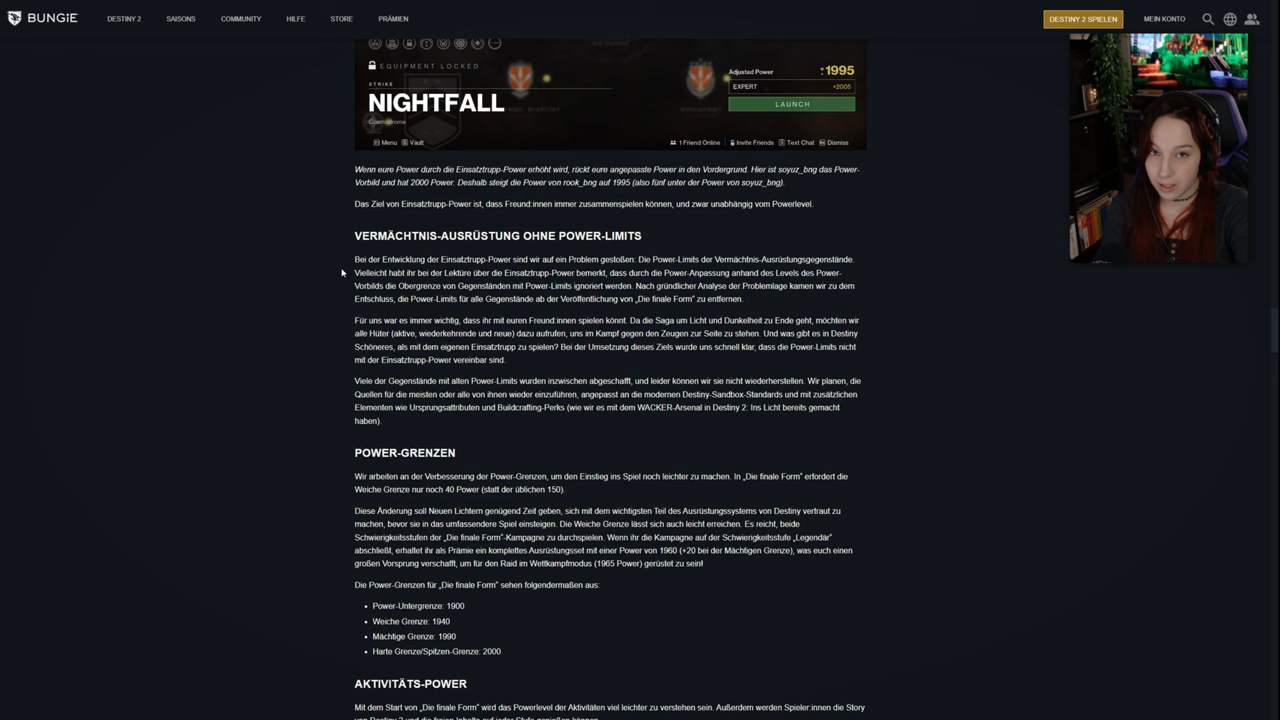 BUNGIE
DESTINY 2
SAISONS
COMMUNITY
HILFE
STORE
PRÄMIEN
DESTINY 2 SPIELEN
MEIN KONTO
EQUIPMENT LOCKED
STRIKE
NIGHTFALL
Cosmodrome
Adjusted Power 1995
EXPERT +2005
LAUNCH
Menu Vault
1 Friend Online Invite Friends Text Chat Dismiss
Wenn eure Power durch die Einsatztrupp-Power erhöht wird, rückt eure angepasste Power in den Vordergrund. Hier ist soyuz_bng das Power-
Vorbild und hat 2000 Power. Deshalb steigt die Power von rook_bng auf 1995 (also fünf unter der Power von soyuz_bng).
Das Ziel von Einsatztrupp-Power ist, dass Freund:innen immer zusammenspielen können, und zwar unabhängig vom Powerlevel.
VERMÄCHTNIS-AUSRÜSTUNG OHNE POWER-LIMITS
Bei der Entwicklung der Einsatztrupp-Power sind wir auf ein Problem gestoßen: Die Power-Limits der Vermächtnis-Ausrüstungsgegenstände.
Vielleicht habt ihr bei der Lektüre über die Einsatztrupp-Power bemerkt, dass durch die Power-Anpassung anhand des Levels des Power-
Vorbilds die Obergrenze von Gegenständen mit Power-Limits ignoriert werden. Nach gründlicher Analyse der Problemlage kamen wir zu dem
Entschluss, die Power-Limits für alle Gegenstände ab der Veröffentlichung von „Die finale Form“ zu entfernen.
Für uns war es immer wichtig, dass ihr mit euren Freund:innen spielen könnt. Da die Saga um Licht und Dunkelheit zu Ende geht, möchten wir
alle Hüter (aktive, wiederkehrende und neue) dazu aufrufen, uns im Kampf gegen den Zeugen zur Seite zu stehen. Und was gibt es in Destiny
Schöneres, als mit dem eigenen Einsatztrupp zu spielen? Bei der Umsetzung dieses Ziels wurde uns schnell klar, dass die Power-Limits nicht
mit der Einsatztrupp-Power vereinbar sind.
Viele der Gegenstände mit alten Power-Limits wurden inzwischen abgeschafft, und leider können wir sie nicht wiederherstellen. Wir planen, die
Quellen für die meisten oder alle von ihnen wieder einzuführen, angepasst an die modernen Destiny-Sandbox-Standards und mit zusätzlichen
Elementen wie Ursprungsattributen und Buildcrafting-Perks (wie wir es mit dem WACKER-Arsenal in Destiny 2: Ins Licht bereits gemacht
haben).
POWER-GRENZEN
Wir arbeiten an der Verbesserung der Power-Grenzen, um den Einstieg ins Spiel noch leichter zu machen. In „Die finale Form“ erfordert die
Weiche Grenze nur noch 40 Power (statt der üblichen 150).
Diese Änderung soll Neuen Lichtern genügend Zeit geben, sich mit dem wichtigsten Teil des Ausrüstungssystems von Destiny vertraut zu
machen, bevor sie in das umfassendere Spiel einsteigen. Die Weiche Grenze lässt sich auch leicht erreichen. Es reicht, beide
Schwierigkeitsstufen der „Die finale Form“-Kampagne zu durchspielen. Wenn ihr die Kampagne auf der Schwierigkeitsstufe „Legendär“
abschließt, erhaltet ihr als Prämie ein komplettes Ausrüstungsset mit einer Power von 1960 (+20 bei der Mächtigen Grenze), was euch einen
großen Vorsprung verschafft, um für den Raid im Wettkampfmodus (1965 Power) gerüstet zu sein!
Die Power-Grenzen für „Die finale Form“ sehen folgendermaßen aus:
• Power-Untergrenze: 1900
• Weiche Grenze: 1940
• Mächtige Grenze: 1990
• Harte Grenze/Spitzen-Grenze: 2000
AKTIVITÄTS-POWER
Mit dem Start von „Die finale Form“ wird das Powerlevel der Aktivitäten viel leichter zu verstehen sein. Außerdem werden Spieler:innen die Story